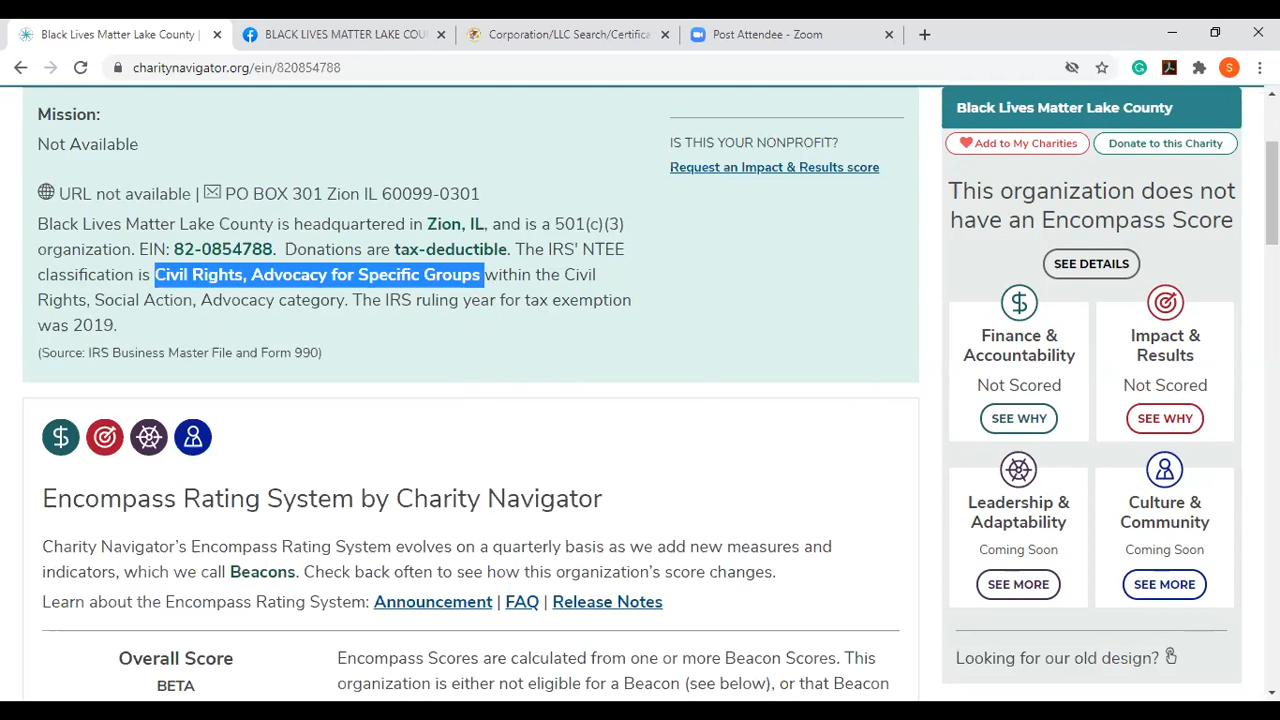 Black Lives Matter Lake County |
BLACK LIVES MATTER LAKE COU
Corporation/LLC Search/Certifica
Post Attendee - Zoom
charitynavigator.org/ein/820854788
S
Mission:
Not Available
URL not available | PO BOX 301 Zion IL 60099-0301
Black Lives Matter Lake County is headquartered in Zion, IL, and is a 501(c)(3)
organization. EIN: 82-0854788. Donations are tax-deductible. The IRS' NTEE
classification is Civil Rights, Advocacy for Specific Groups within the Civil
Rights, Social Action, Advocacy category. The IRS ruling year for tax exemption
was 2019.
(Source: IRS Business Master File and Form 990)
IS THIS YOUR NONPROFIT?
Request an Impact & Results score
Encompass Rating System by Charity Navigator
Charity Navigator's Encompass Rating System evolves on a quarterly basis as we add new measures and
indicators, which we call Beacons. Check back often to see how this organization's score changes.
Learn about the Encompass Rating System: Announcement | FAQ | Release Notes
Overall Score
BETA
Encompass Scores are calculated from one or more Beacon Scores. This
organization is either not eligible for a Beacon (see below), or that Beacon
Black Lives Matter Lake County
Add to My Charities
Donate to this Charity
This organization does not
have an Encompass Score
SEE DETAILS
Finance &
Accountability
Not Scored
SEE WHY
Impact &
Results
Not Scored
SEE WHY
Leadership &
Adaptability
Coming Soon
SEE MORE
Culture &
Community
Coming Soon
SEE MORE
Looking for our old design?